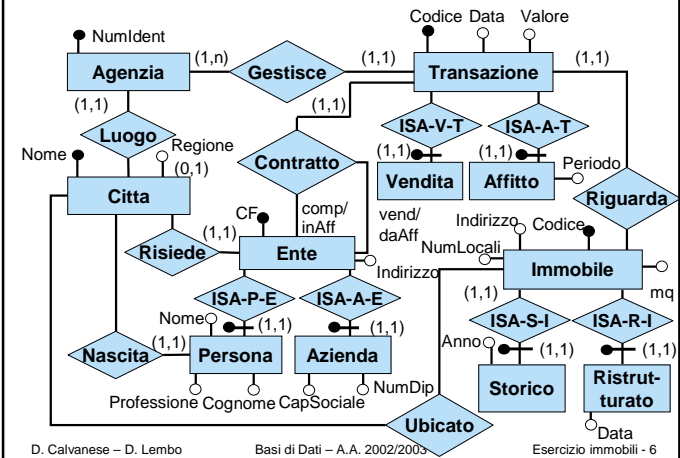 Codice Data Valore
NumIdent
Agenzia (1,n) Gestisce (1,1) Transazione (1,1)
(1,1) (1,1)
Luogo ISA-V-T ISA-A-T
Nome Regione (0,1) Contratto (1,1) (1,1) Periodo
Citta Vendita Affitto
Riguarda
CF comp/ inAff vend/ daAff Indirizzo Codice
Risiede (1,1) Ente NumLocali Immobile
Indirizzo mq
ISA-P-E ISA-A-E (1,1) ISA-S-I ISA-R-I
Nome (1,1) (1,1) Anno (1,1) (1,1)
Nascita (1,1) Persona Azienda
Storico Ristrut-
turato
Professione Cognome CapSociale NumDip
Ubicato Data
D. Calvanese – D. Lembo Basi di Dati – A.A. 2002/2003 Esercizio immobili - 6